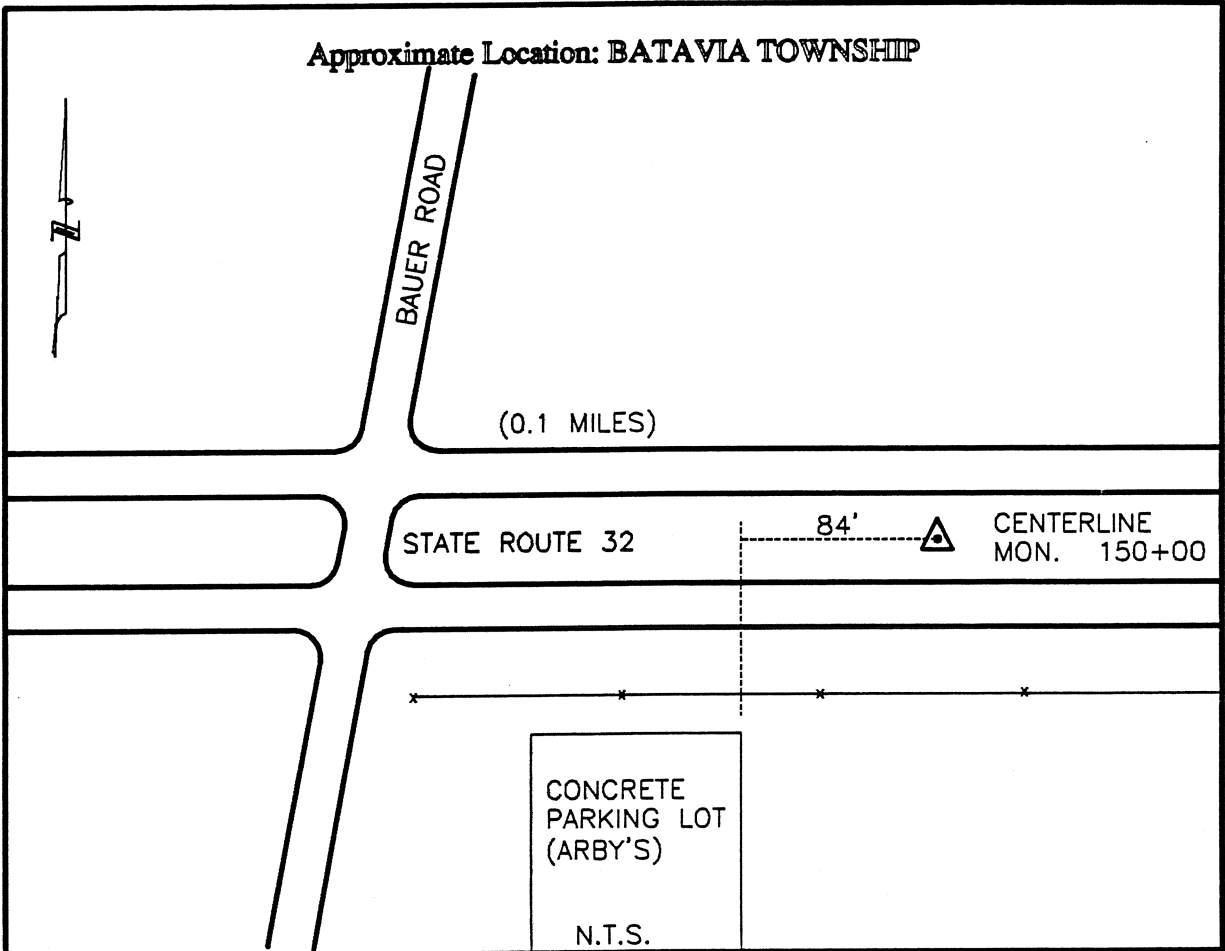 Approximate Location: BATAVIA TOWNSHIP
N
BAUER ROAD
(0.1 MILES)
STATE ROUTE 32
84'
CENTERLINE
MON. 150+00
CONCRETE
PARKING LOT
(ARBY'S)
N.T.S.